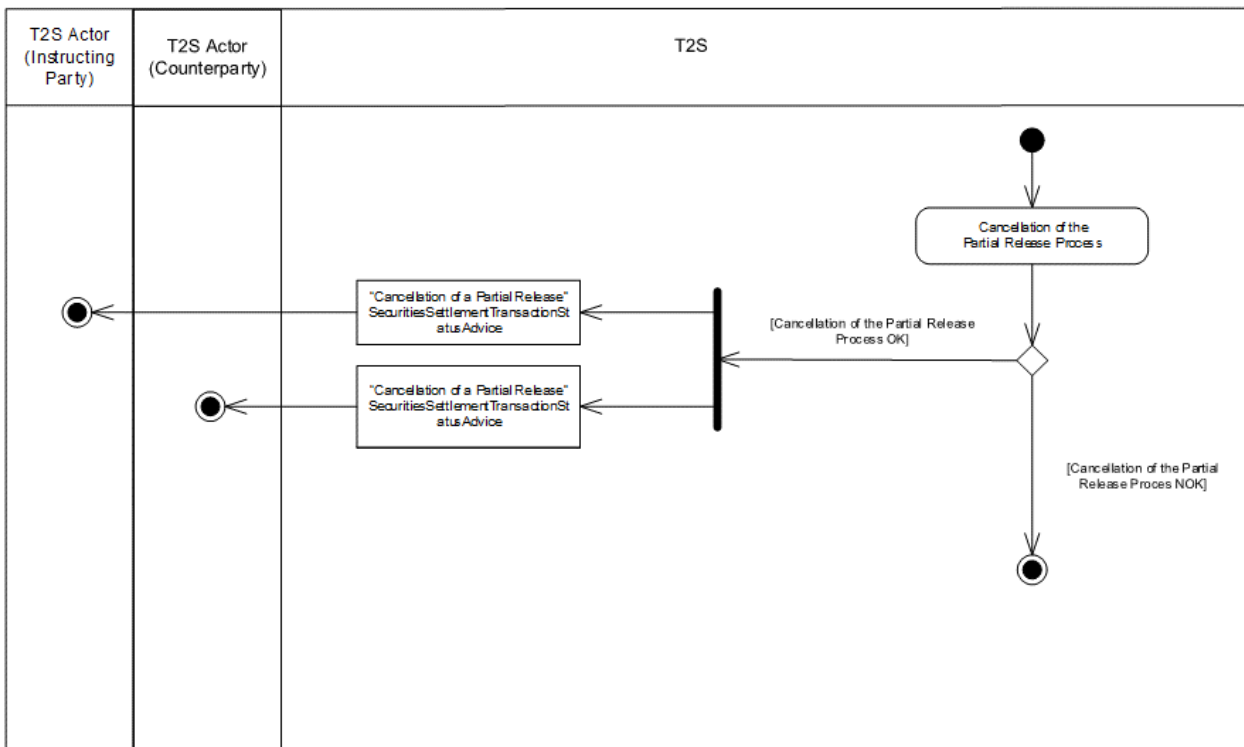 T2S Actor
(Instructing
Party)
T2S Actor
(Counterparty)
T2S
Cancellation of the
Partial Release Process
"Cancellation of a Partial Release"
SecuritiesSettlementTransactionSt
atusAdvice
[Cancellation of the Partial Release
Process OK]
"Cancellation of a Partial Release"
SecuritiesSettlementTransactionSt
atusAdvice
[Cancellation of the Partial
Release Proces NOK]